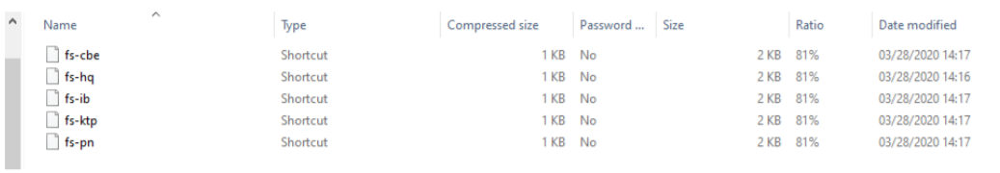 Name Type Compressed size Password ... Size Ratio Date modified
fs-cbe Shortcut 1 KB No 2 KB 81% 03/28/2020 14:17
fs-hq Shortcut 1 KB No 2 KB 81% 03/28/2020 14:16
fs-ib Shortcut 1 KB No 2 KB 81% 03/28/2020 14:17
fs-ktp Shortcut 1 KB No 2 KB 81% 03/28/2020 14:17
fs-pn Shortcut 1 KB No 2 KB 81% 03/28/2020 14:17